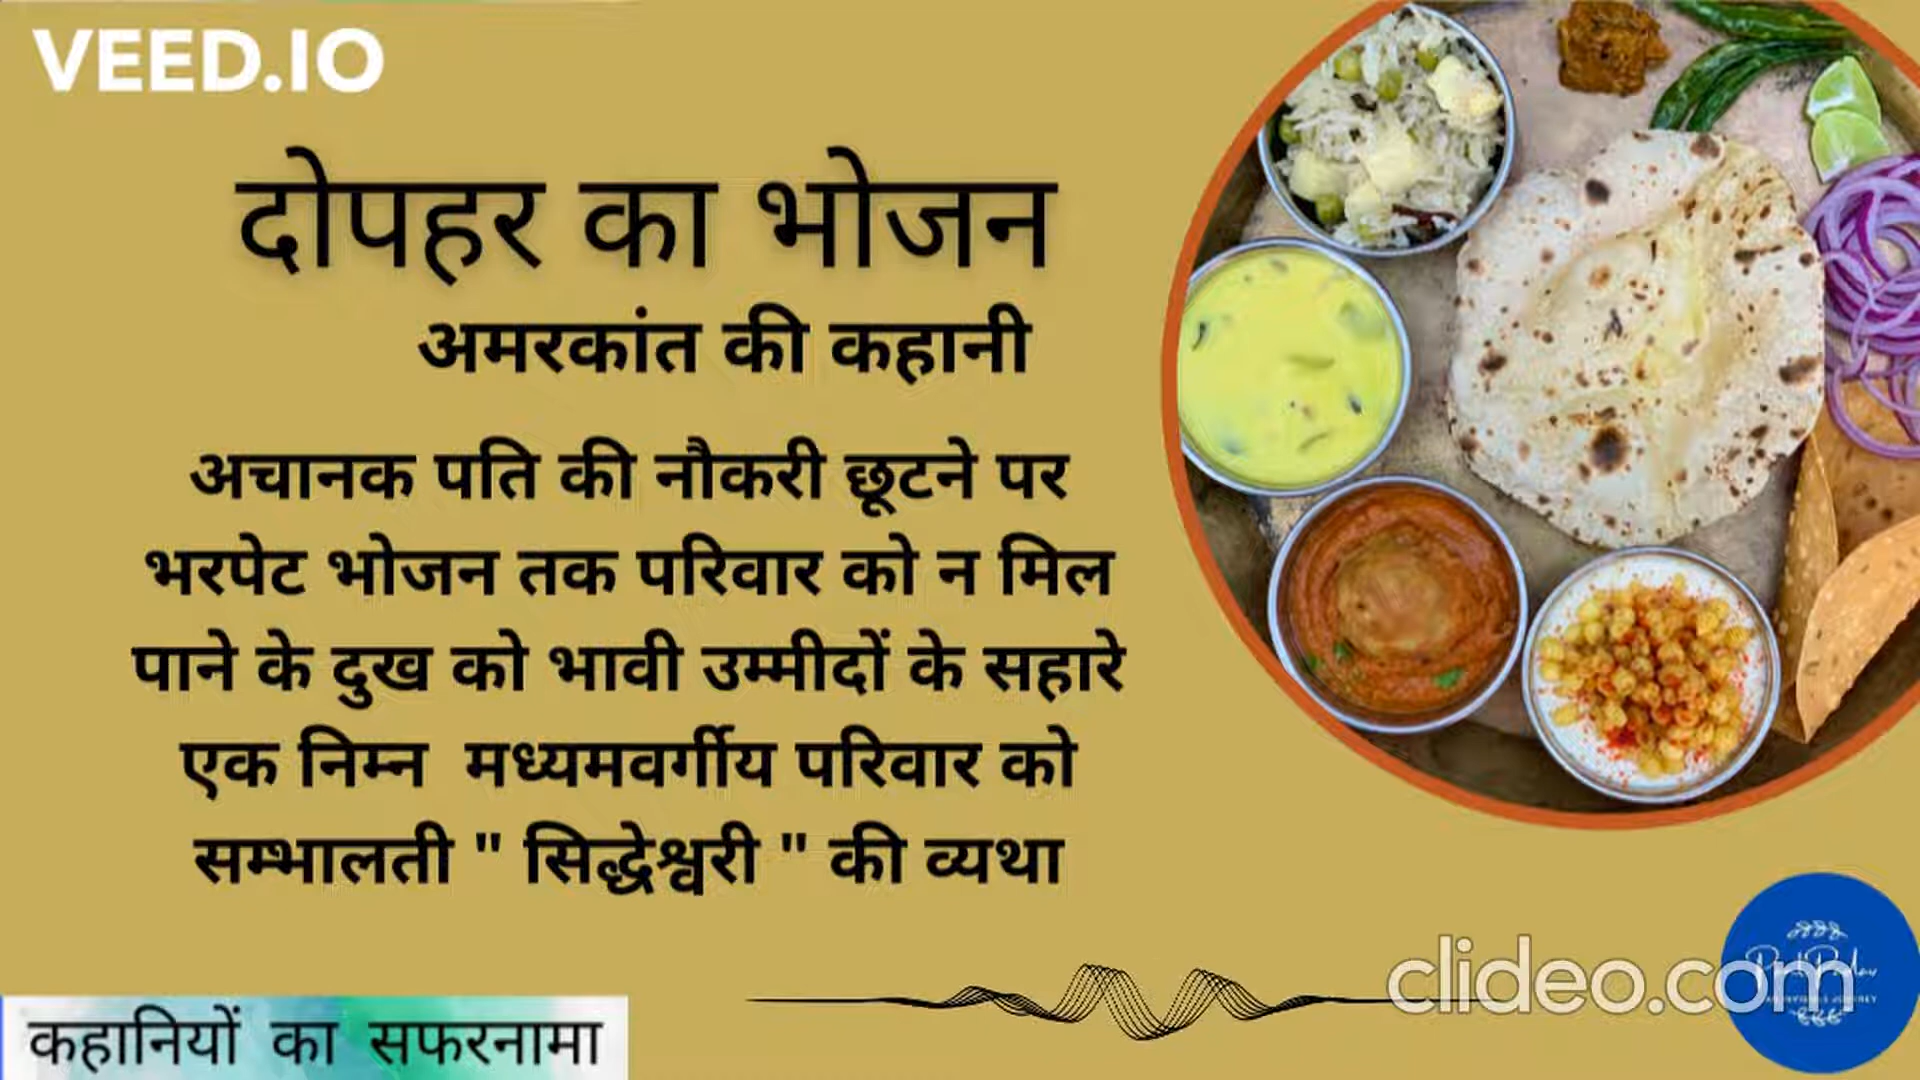 VEED.IO
दोपहर का भोजन
अमरकांत की कहानी
अचानक पति की नौकरी छूटने पर
भरपेट भोजन तक परिवार को न मिल
पाने के दुख को भावी उम्मीदों के सहारे
एक निम्न मध्यमवर्गीय परिवार को
सम्भालती " सिद्धेश्वरी " की व्यथा
clideo.com
कहानियों का सफरनामा